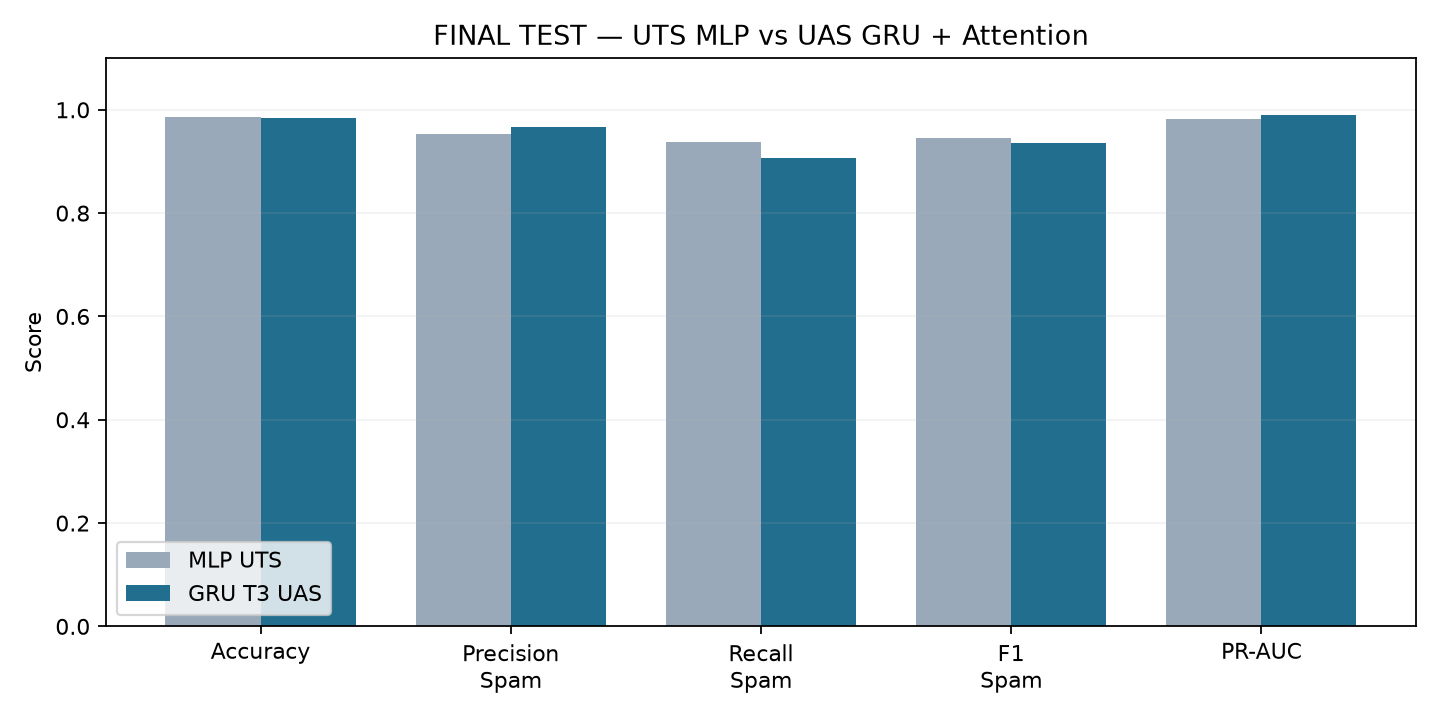 FINAL TEST — UTS MLP vs UAS GRU + Attention
Score
1.0
0.8
0.6
0.4
0.2
0.0
MLP UTS
GRU T3 UAS
Accuracy
Precision
Spam
Recall
Spam
F1
Spam
PR-AUC